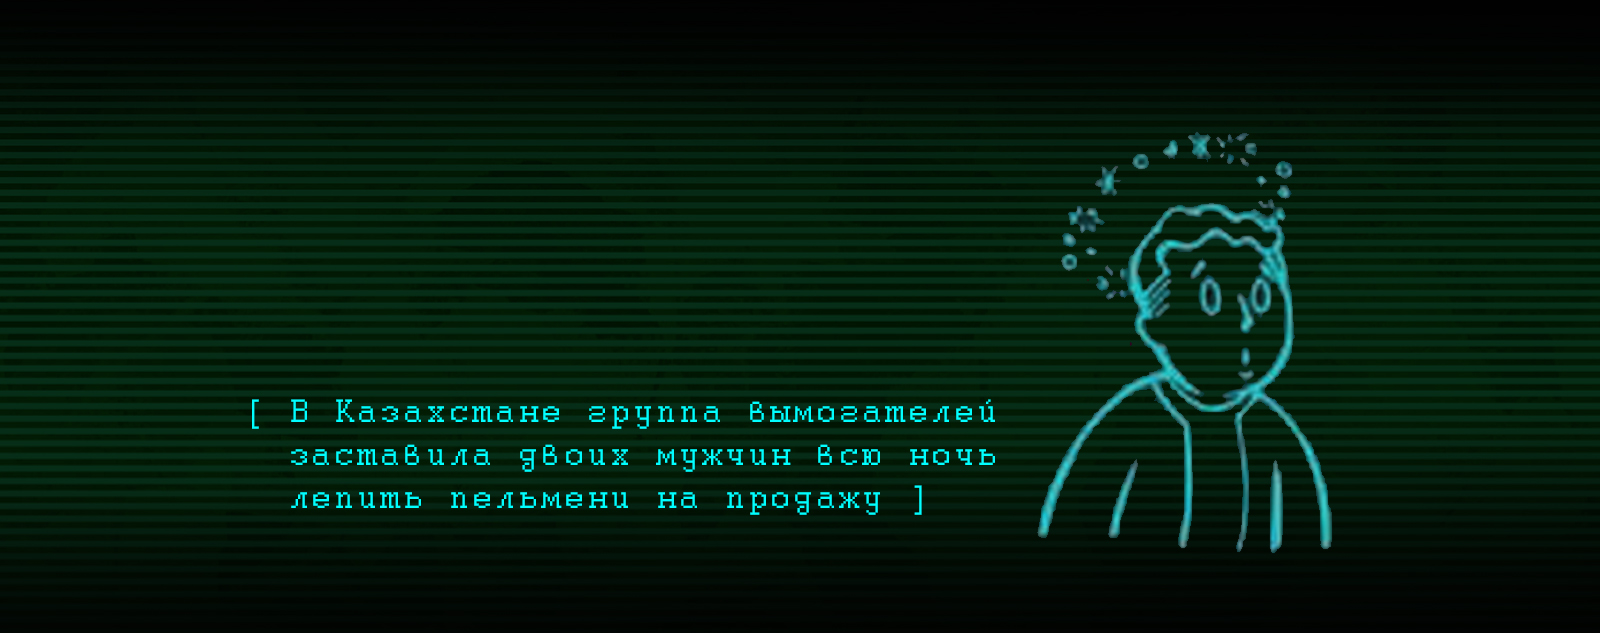 [ В Казахстане группа вымогателей
заставила двоих мужчин всю ночь
лепить пельмени на продажу ]